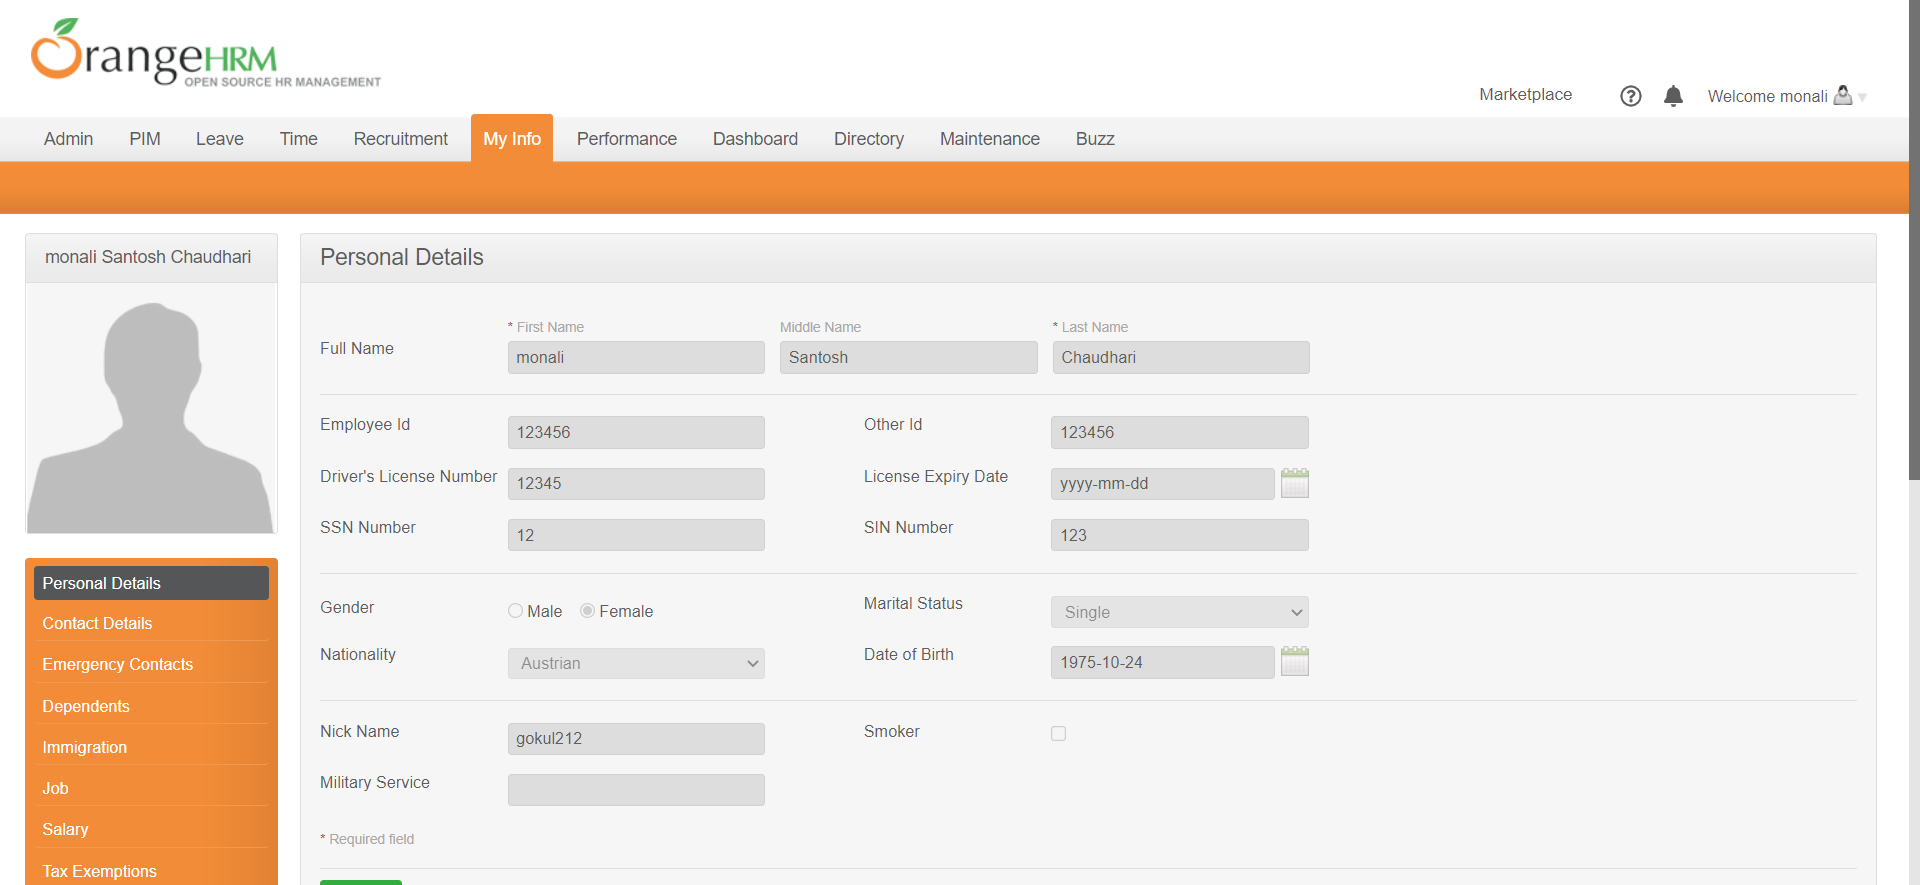 OrangeHRM
OPEN SOURCE HR MANAGEMENT
Marketplace
Welcome monali
Admin PIM Leave Time Recruitment My Info Performance Dashboard Directory Maintenance Buzz
monali Santosh Chaudhari
Personal Details
Contact Details
Emergency Contacts
Dependents
Immigration
Job
Salary
Tax Exemptions
Personal Details
* First Name Middle Name * Last Name
Full Name monali Santosh Chaudhari
Employee Id 123456 Other Id 123456
Driver's License Number 12345 License Expiry Date yyyy-mm-dd
SSN Number 12 SIN Number 123
Gender Male Female Marital Status Single
Nationality Austrian Date of Birth 1975-10-24
Nick Name gokul212 Smoker
Military Service
* Required field